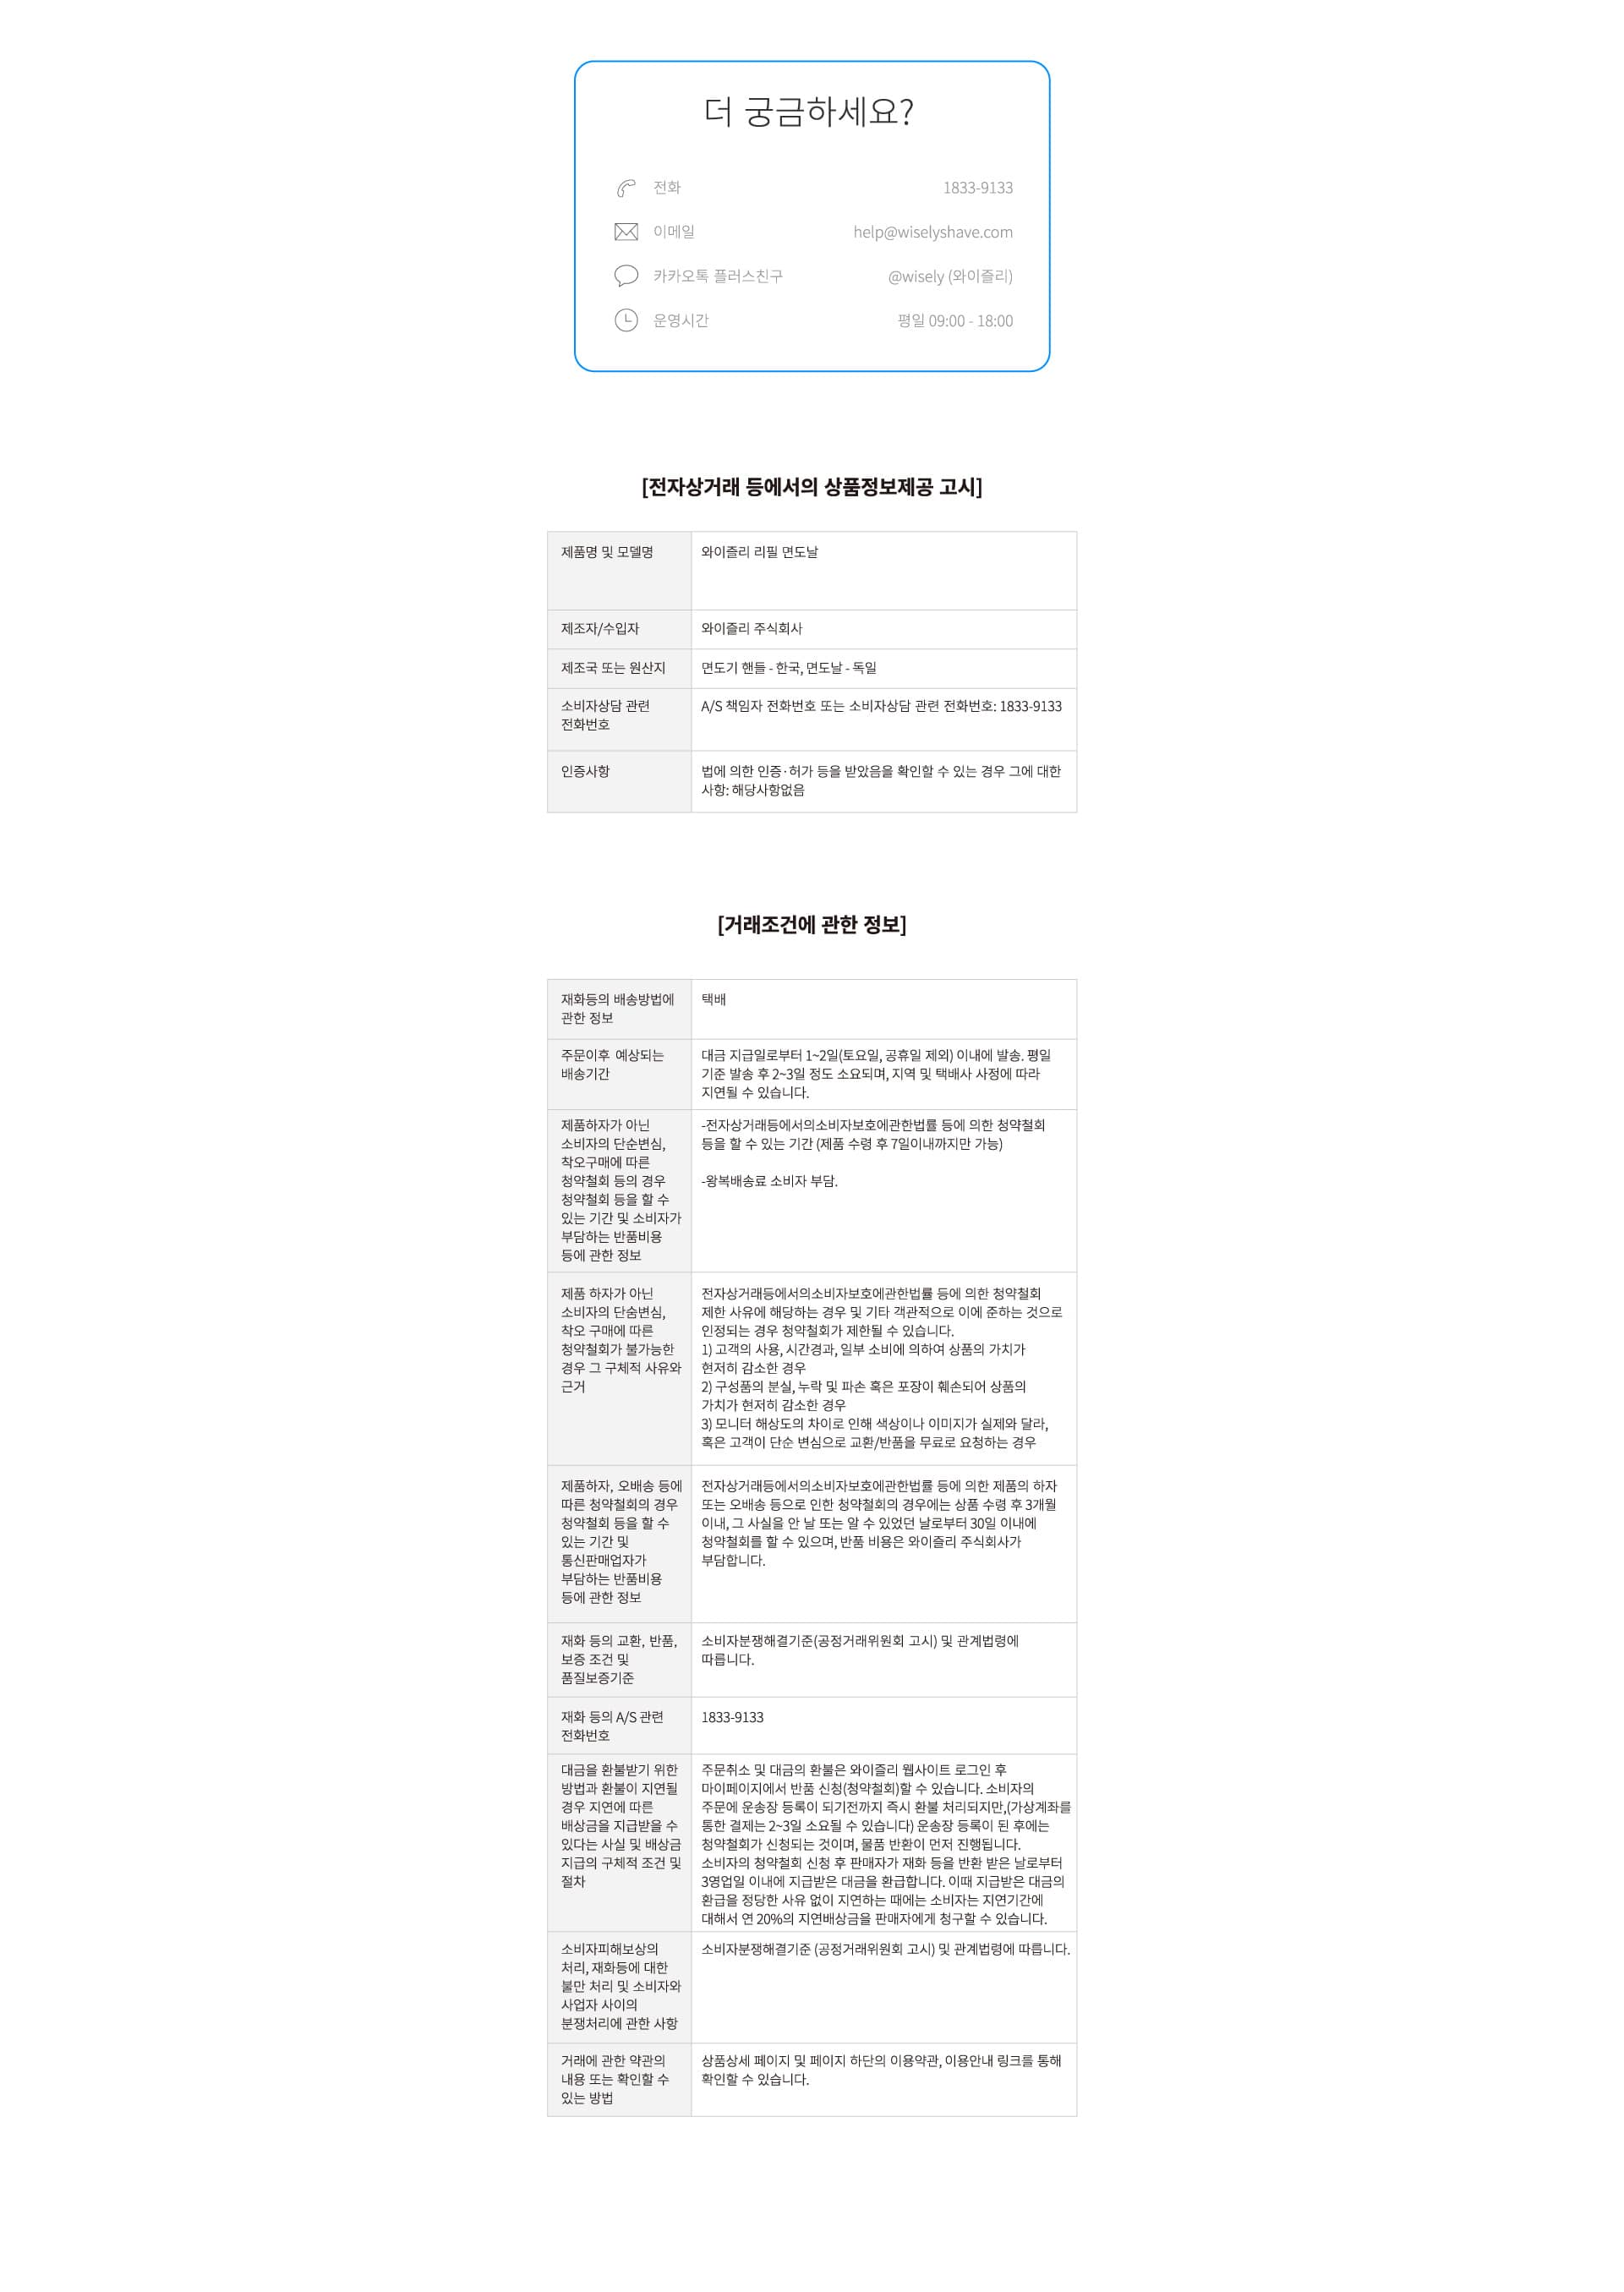 더 궁금하세요?
전화 1833-9133
이메일 help@wiselyshave.com
카카오톡 플러스친구 @wisely (와이즐리)
운영시간 평일 09:00 - 18:00
[전자상거래 등에서의 상품정보제공 고시]
제품명 및 모델명 와이즐리 리필 면도날
제조자/수입자 와이즐리 주식회사
제조국 또는 원산지 면도기 핸들 - 한국, 면도날 - 독일
소비자상담 관련
전화번호
A/S 책임자 전화번호 또는 소비자상담 관련 전화번호: 1833-9133
인증사항
법에 의한 인증·허가 등을 받았음을 확인할 수 있는 경우 그에 대한
사항: 해당사항없음
[거래조건에 관한 정보]
재화등의 배송방법에
관한 정보
택배
주문이후 예상되는
배송기간
대금 지급일로부터 1~2일(토요일, 공휴일 제외) 이내에 발송. 평일
기준 발송 후 2~3일 정도 소요되며, 지역 및 택배사 사정에 따라
지연될 수 있습니다.
제품하자가 아닌
소비자의 단순변심,
착오구매에 따른
청약철회 등의 경우
청약철회 등을 할 수
있는 기간 및 소비자가
부담하는 반품비용
등에 관한 정보
-전자상거래등에서의소비자보호에관한법률 등에 의한 청약철회
등을 할 수 있는 기간 (제품 수령 후 7일이내까지만 가능)
-왕복배송료 소비자 부담.
제품 하자가 아닌
소비자의 단숨변심,
착오 구매에 따른
청약철회가 불가능한
경우 그 구체적 사유와
근거
전자상거래등에서의소비자보호에관한법률 등에 의한 청약철회
제한 사유에 해당하는 경우 및 기타 객관적으로 이에 준하는 것으로
인정되는 경우 청약철회가 제한될 수 있습니다.
1) 고객의 사용, 시간경과, 일부 소비에 의하여 상품의 가치가
현저히 감소한 경우
2) 구성품의 분실, 누락 및 파손 혹은 포장이 훼손되어 상품의
가치가 현저히 감소한 경우
3) 모니터 해상도의 차이로 인해 색상이나 이미지가 실제와 달라,
혹은 고객이 단순 변심으로 교환/반품을 무료로 요청하는 경우
제품하자, 오배송 등에
따른 청약철회의 경우
청약철회 등을 할 수
있는 기간 및
통신판매업자가
부담하는 반품비용
등에 관한 정보
전자상거래등에서의소비자보호에관한법률 등에 의한 제품의 하자
또는 오배송 등으로 인한 청약철회의 경우에는 상품 수령 후 3개월
이내, 그 사실을 안 날 또는 알 수 있었던 날로부터 30일 이내에
청약철회를 할 수 있으며, 반품 비용은 와이즐리 주식회사가
부담합니다.
재화 등의 교환, 반품,
보증 조건 및
품질보증기준
소비자분쟁해결기준(공정거래위원회 고시) 및 관계법령에
따릅니다.
재화 등의 A/S 관련
전화번호
1833-9133
대금을 환불받기 위한
방법과 환불이 지연될
경우 지연에 따른
배상금을 지급받을 수
있다는 사실 및 배상금
지급의 구체적 조건 및
절차
주문취소 및 대금의 환불은 와이즐리 웹사이트 로그인 후
마이페이지에서 반품 신청(청약철회)할 수 있습니다. 소비자의
주문에 운송장 등록이 되기전까지 즉시 환불 처리되지만,(가상계좌를
통한 결제는 2~3일 소요될 수 있습니다) 운송장 등록이 된 후에는
청약철회가 신청되는 것이며, 물품 반환이 먼저 진행됩니다.
소비자의 청약철회 신청 후 판매자가 재화 등을 반환 받은 날로부터
3영업일 이내에 지급받은 대금을 환급합니다. 이때 지급받은 대금의
환급을 정당한 사유 없이 지연하는 때에는 소비자는 지연기간에
대해서 연 20%의 지연배상금을 판매자에게 청구할 수 있습니다.
소비자피해보상의
처리, 재화등에 대한
불만 처리 및 소비자와
사업자 사이의
분쟁처리에 관한 사항
소비자분쟁해결기준 (공정거래위원회 고시) 및 관계법령에 따릅니다.
거래에 관한 약관의
내용 또는 확인할 수
있는 방법
상품상세 페이지 및 페이지 하단의 이용약관, 이용안내 링크를 통해
확인할 수 있습니다.